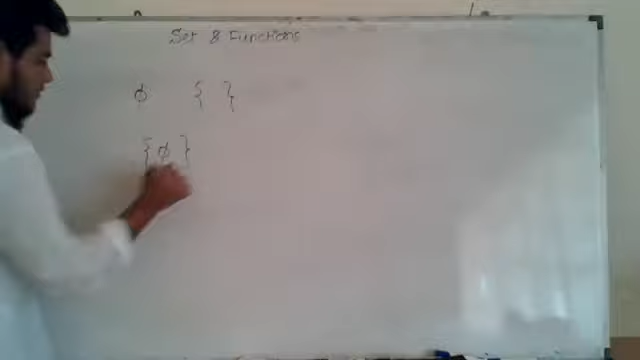 Set & Functions
ϕ { }
{ ϕ }